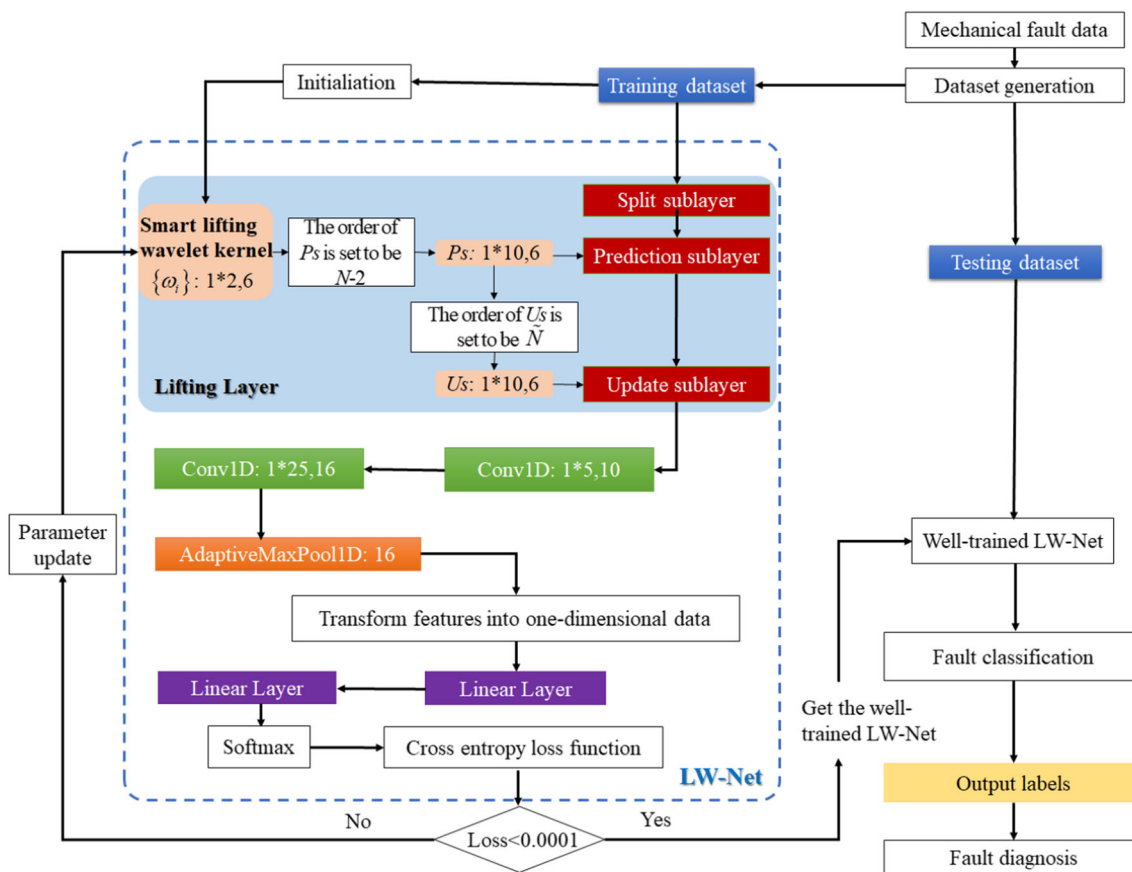 Mechanical fault data
Initialiation
Training dataset
Dataset generation
Split sublayer
Smart lifting
wavelet kernel
{ω_i}: 1*2,6
The order of
Ps is set to be
N-2
Ps: 1*10,6
Prediction sublayer
Testing dataset
The order of Us is
set to be Ñ
Lifting Layer
Us: 1*10,6
Update sublayer
Conv1D: 1*25,16
Conv1D: 1*5,10
Parameter
update
AdaptiveMaxPool1D: 16
Well-trained LW-Net
Transform features into one-dimensional data
Fault classification
Linear Layer
Linear Layer
Get the well-
trained LW-Net
Softmax
Cross entropy loss function
LW-Net
Output labels
No
Loss<0.0001
Yes
Fault diagnosis